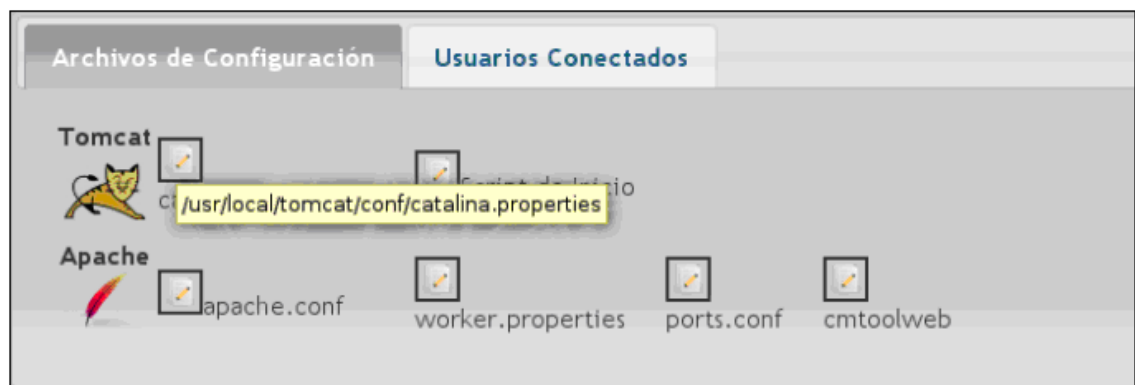 Archivos de Configuración
Usuarios Conectados
Tomcat
/usr/local/tomcat/conf/catalina.properties
Apache
apache.conf
worker.properties
ports.conf
cmtoolweb